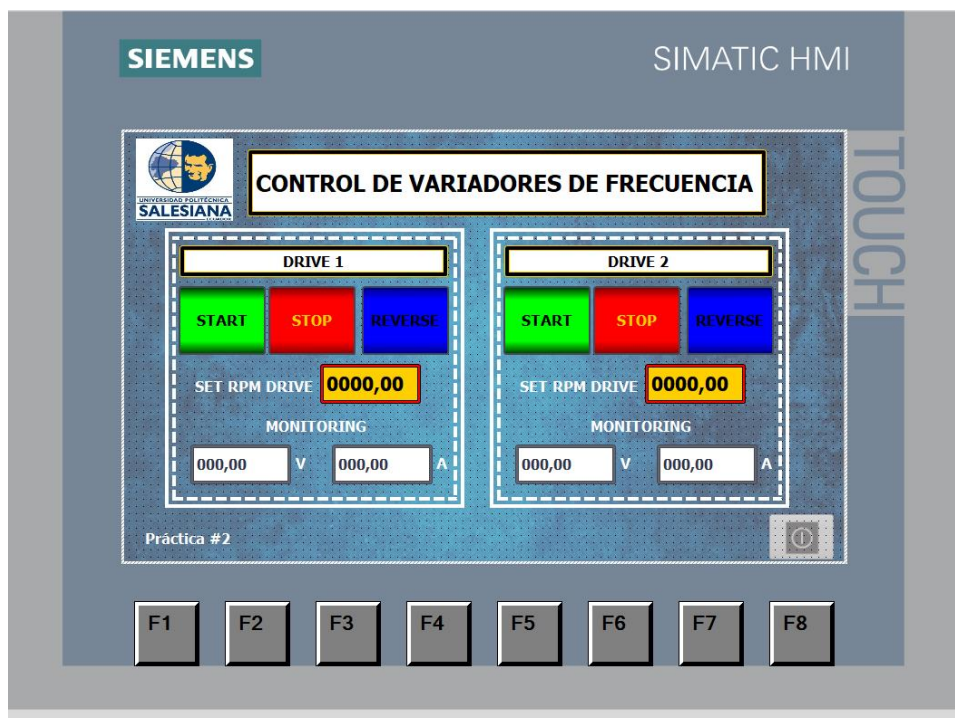 SIEMENS
SIMATIC HMI
TOUCH
UNIVERSIDAD POLITÉCNICA
SALESIANA
ECUADOR
CONTROL DE VARIADORES DE FRECUENCIA
DRIVE 1
START STOP REVERSE
SET RPM DRIVE 0000,00
MONITORING
000,00 V 000,00 A
DRIVE 2
START STOP REVERSE
SET RPM DRIVE 0000,00
MONITORING
000,00 V 000,00 A
Práctica #2
F1 F2 F3 F4 F5 F6 F7 F8